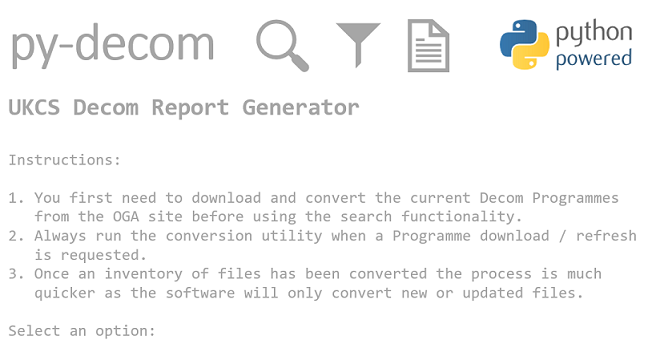 py-decom
python
powered
UKCS Decom Report Generator
Instructions:
1. You first need to download and convert the current Decom Programmes
from the OGA site before using the search functionality.
2. Always run the conversion utility when a Programme download / refresh
is requested.
3. Once an inventory of files has been converted the process is much
quicker as the software will only convert new or updated files.
Select an option: